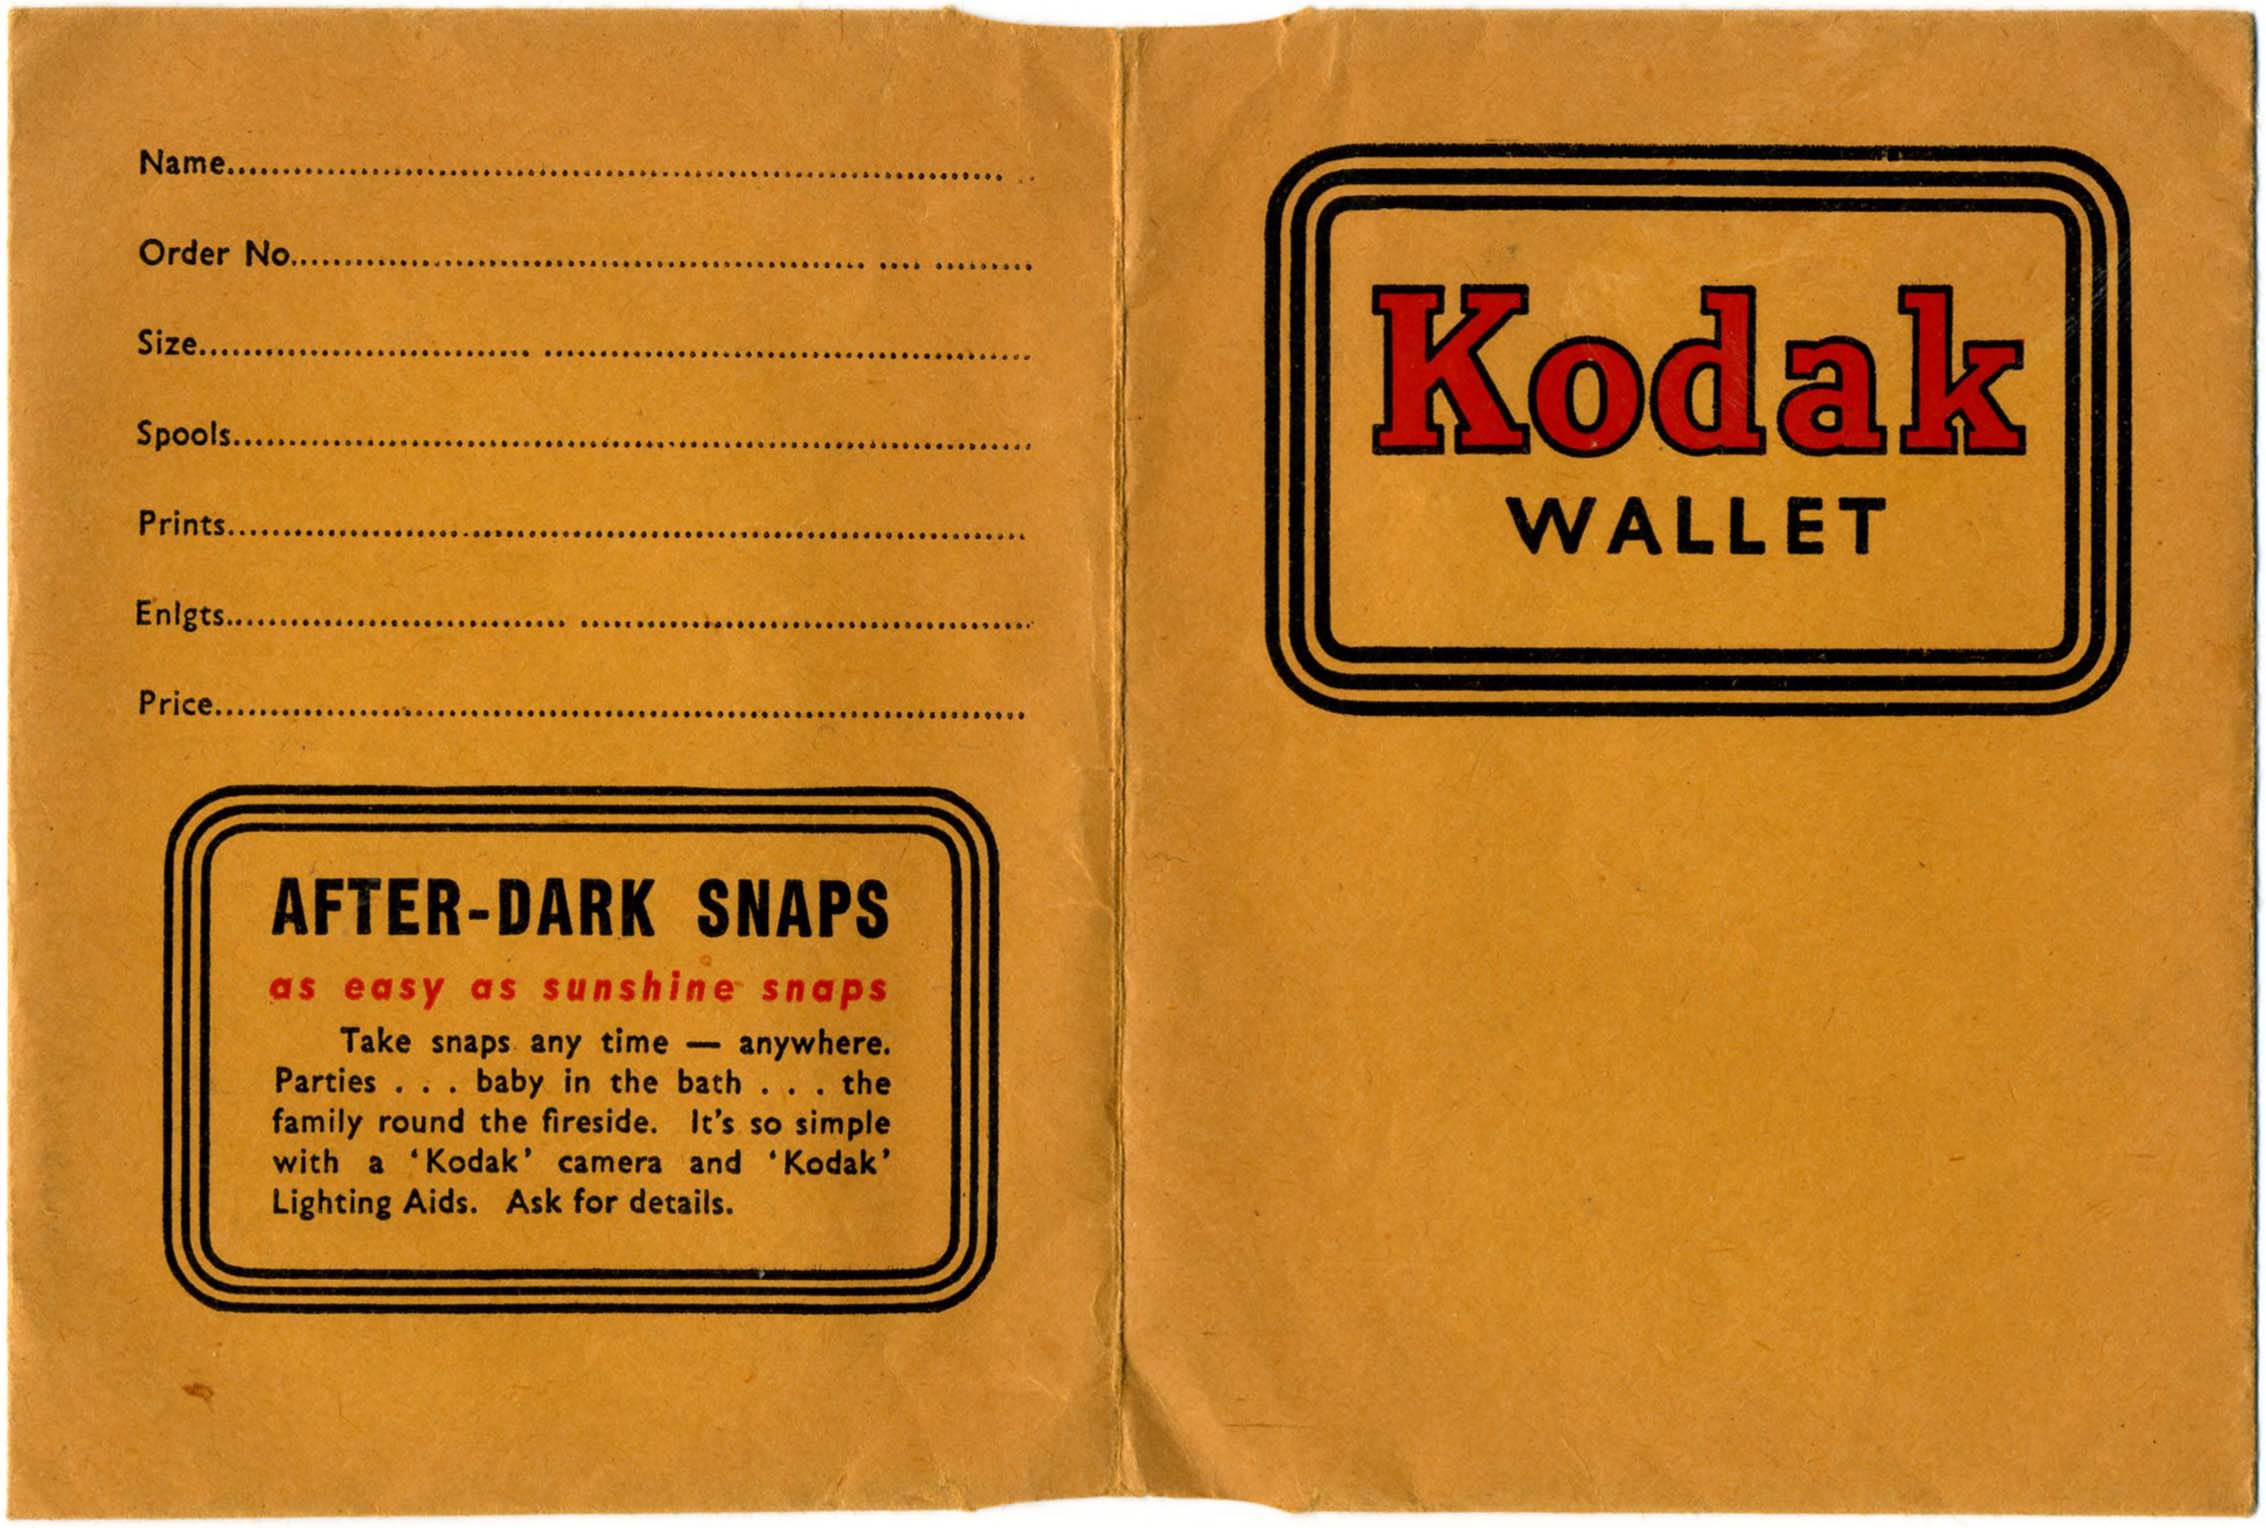 Name
Order No.
Size
Spools
Prints
Enlgts.
Price
AFTER-DARK SNAPS
as easy as sunshine snaps
Take snaps any time — anywhere.
Parties . . . baby in the bath . . . the
family round the fireside. It's so simple
with a ‘Kodak’ camera and ‘Kodak’
Lighting Aids. Ask for details.
Kodak
WALLET